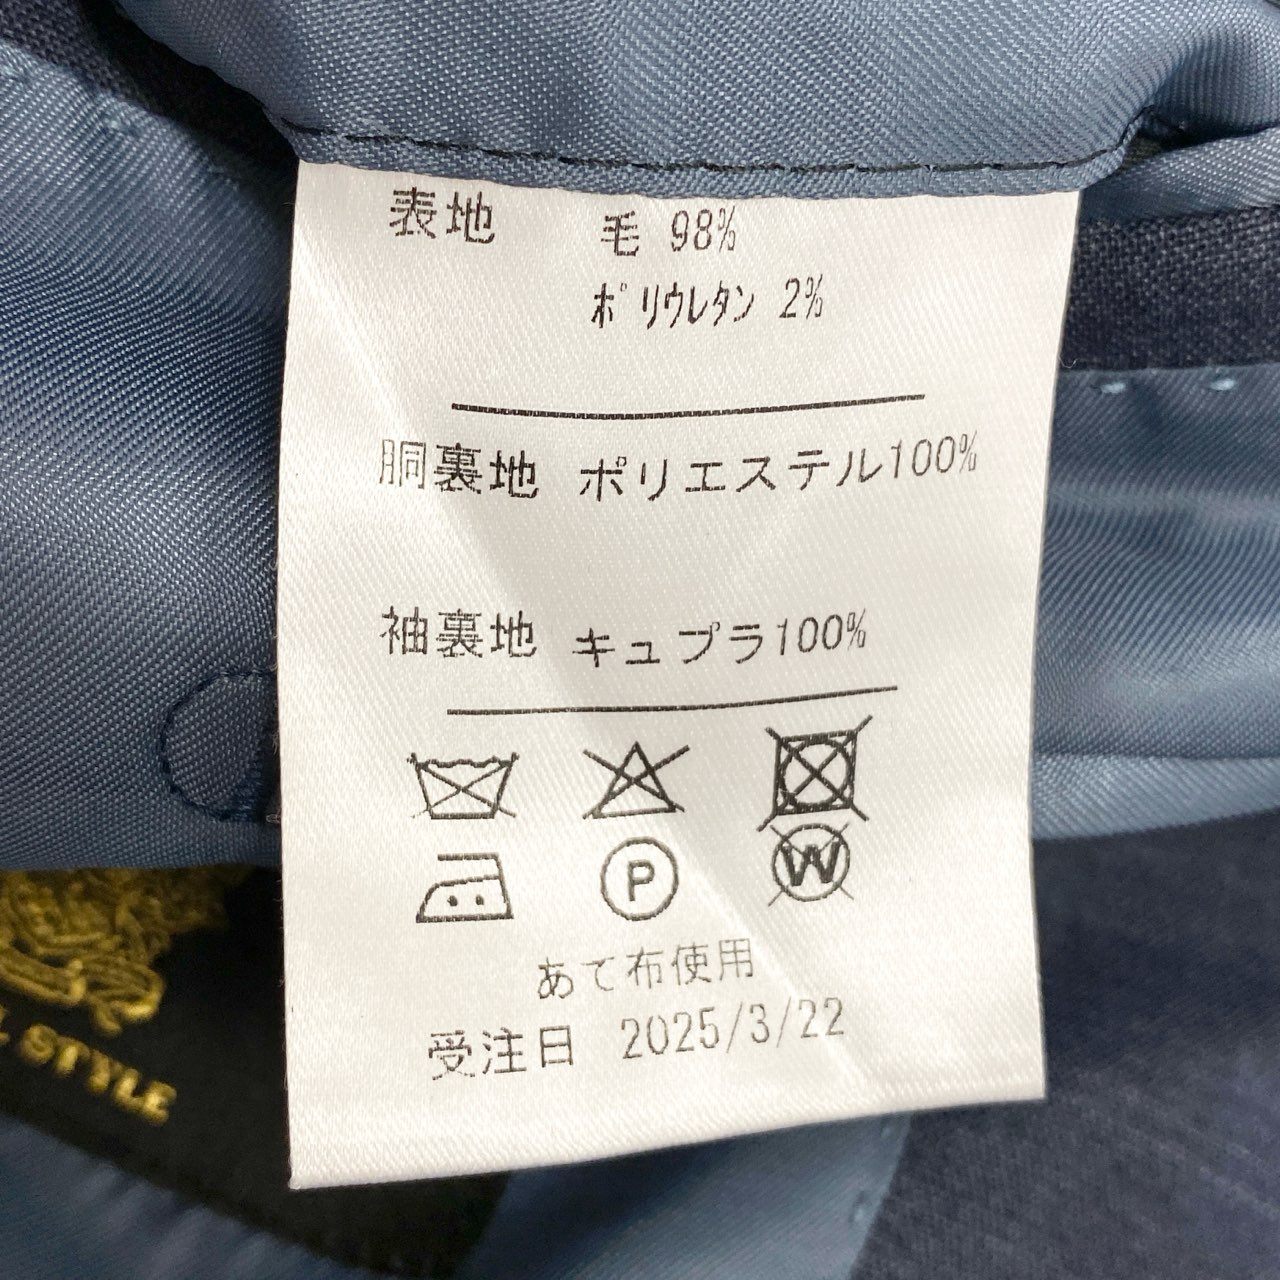 表地 毛 98%
ポリウレタン 2%
胴裏地 ポリエステル100%
袖裏地 キュプラ100%
P
W
あて布使用
受注日 2025/3/22
STYLE